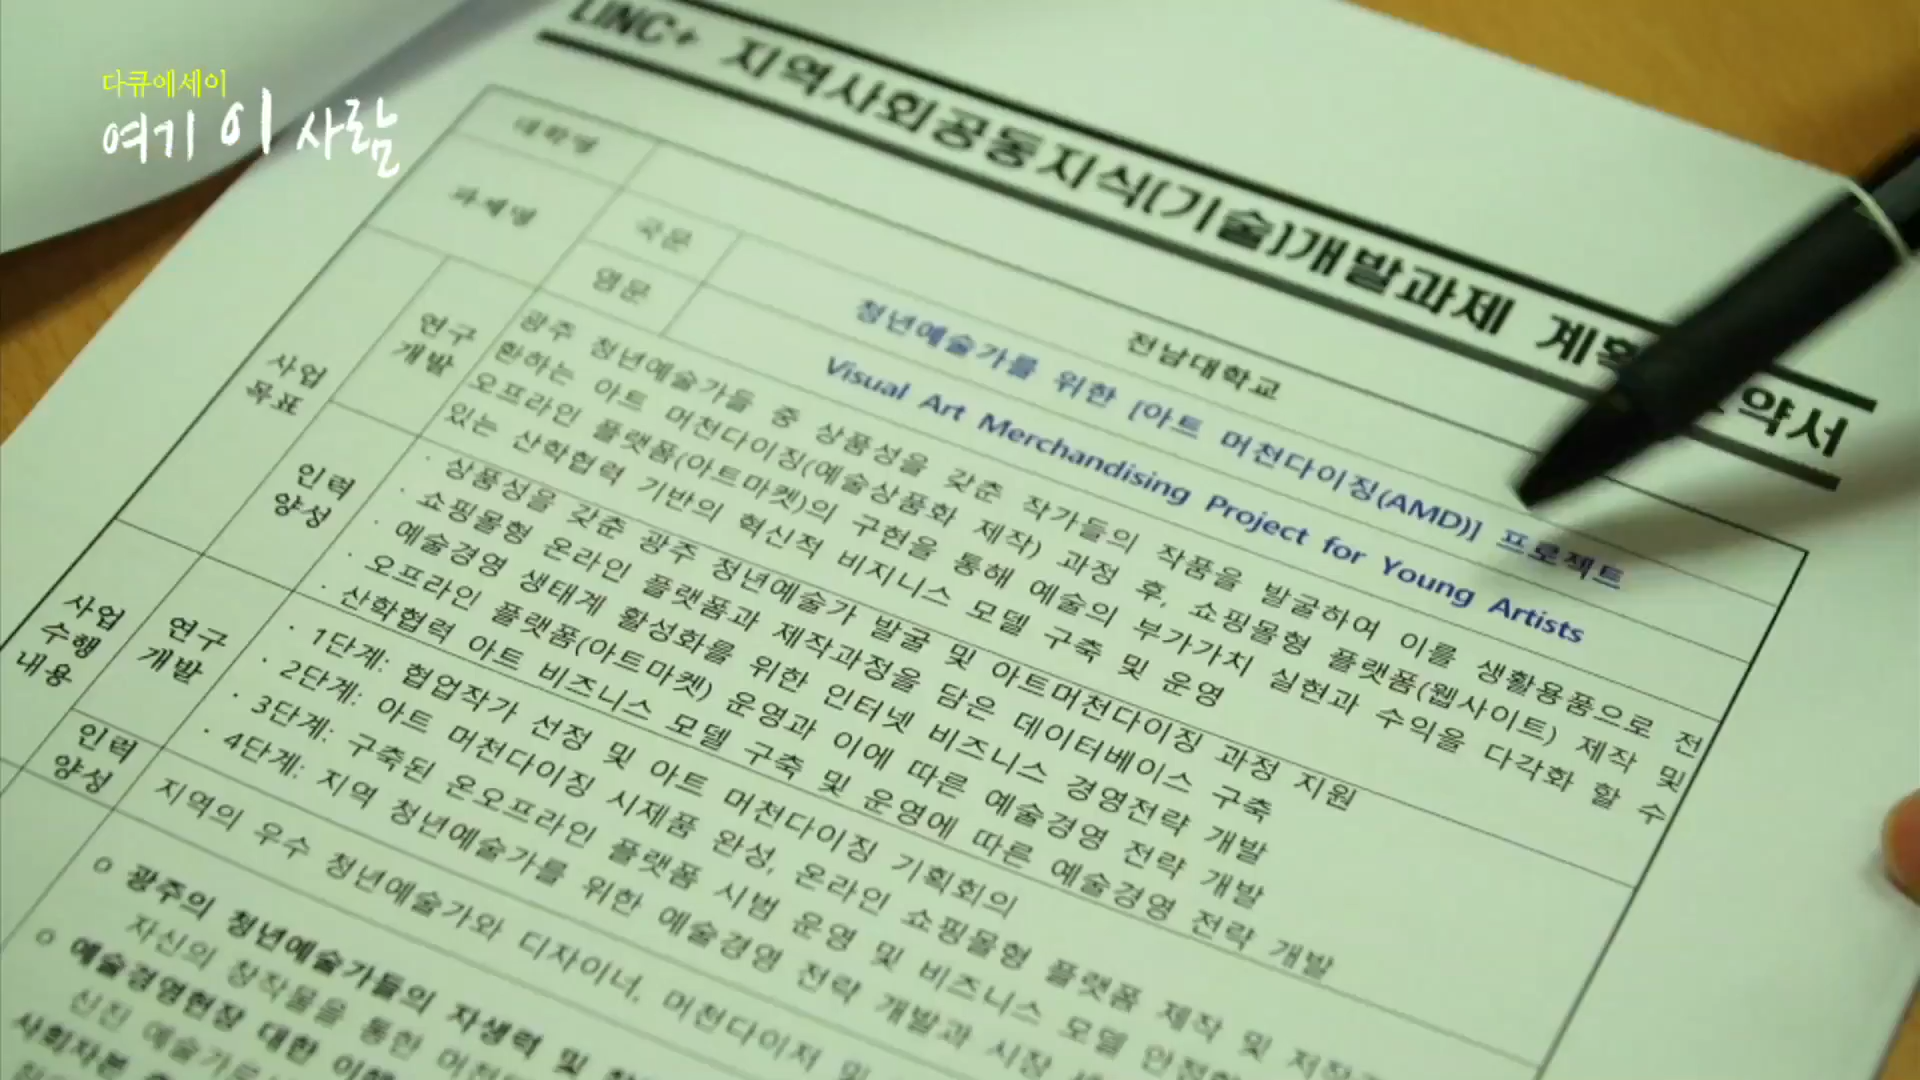 다큐에세이
여기 이 사람
LINC+ 지역사회공동지식(기술)개발과제 계획 요약서
대학명
전남대학교
과제명
국문
청년예술가를 위한 [아트 머천다이징(AMD)] 프로젝트
영문
Visual Art Merchandising Project for Young Artists
사업
목표
연구
개발
광주 청년예술가들 중 상품성을 갖춘 작가들의 작품을 발굴하여 이를 생활용품으로 전
환하는 아트 머천다이징(예술상품화 제작) 과정 후, 쇼핑몰형 플랫폼(웹사이트) 제작 및
오프라인 플랫폼(아트마켓)의 구현을 통해 예술의 부가가치 실현과 수익을 다각화 할 수
있는 산학협력 기반의 혁신적 비지니스 모델 구축 및 운영
인력
양성
· 상품성을 갖춘 광주 청년예술가 발굴 및 아트머천다이징 과정 지원
· 쇼핑몰형 온라인 플랫폼과 제작과정을 담은 데이터베이스 구축
· 예술경영 생태계 활성화를 위한 인터넷 비즈니스 경영전략 개발
· 오프라인 플랫폼(아트마켓) 운영과 이에 따른 예술경영 전략 개발
· 산학협력 아트 비즈니스 모델 구축 및 운영에 따른 예술경영 전략 개발
사업
수행
내용
연구
개발
· 1단계: 협업작가 선정 및 아트 머천다이징 기획회의
· 2단계: 아트 머천다이징 시제품 완성, 온라인 쇼핑몰형 플랫폼 제작 및
· 3단계: 구축된 온오프라인 플랫폼 시범 운영 및 비즈니스 모델
· 4단계: 지역 청년예술가를 위한 예술경영 전략 개발과 시장
인력
양성
지역의 우수 청년예술가와 디자이너, 머천다이저 및
o 광주의 청년예술가들의 자생력 및
자신의 창작물을 통한
o 예술경영현장 대한
신진
사회자본